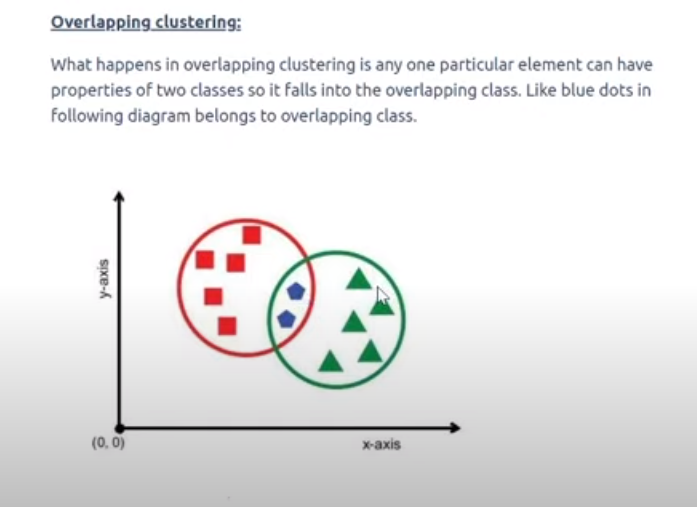 Overlapping clustering:
What happens in overlapping clustering is any one particular element can have
properties of two classes so it falls into the overlapping class. Like blue dots in
following diagram belongs to overlapping class.
y-axis
(0, 0)
x-axis